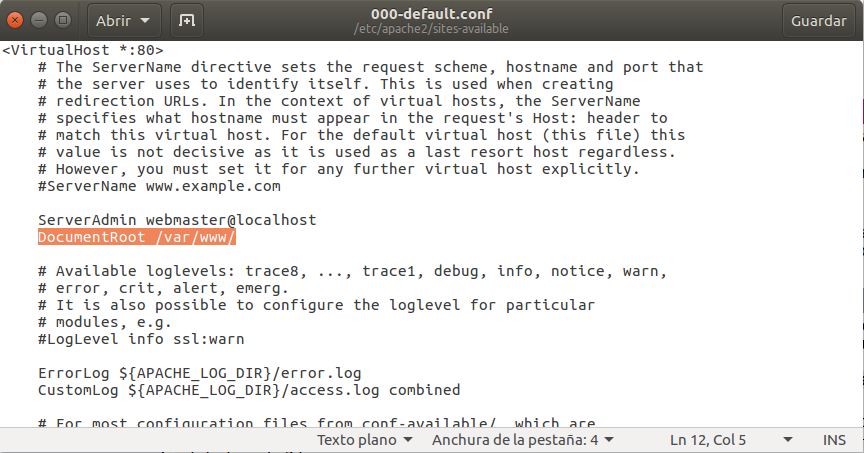 Abrir
000-default.conf
/etc/apache2/sites-available
Guardar
<VirtualHost *:80>
# The ServerName directive sets the request scheme, hostname and port that
# the server uses to identify itself. This is used when creating
# redirection URLs. In the context of virtual hosts, the ServerName
# specifies what hostname must appear in the request's Host: header to
# match this virtual host. For the default virtual host (this file) this
# value is not decisive as it is used as a last resort host regardless.
# However, you must set it for any further virtual host explicitly.
#ServerName www.example.com
ServerAdmin webmaster@localhost
DocumentRoot /var/www/
# Available loglevels: trace8, ..., trace1, debug, info, notice, warn,
# error, crit, alert, emerg.
# It is also possible to configure the loglevel for particular
# modules, e.g.
#LogLevel info ssl:warn
ErrorLog ${APACHE_LOG_DIR}/error.log
CustomLog ${APACHE_LOG_DIR}/access.log combined
# For most configuration files from conf-available/, which are
Texto plano Anchura de la pestaña: 4 Ln 12, Col 5 INS